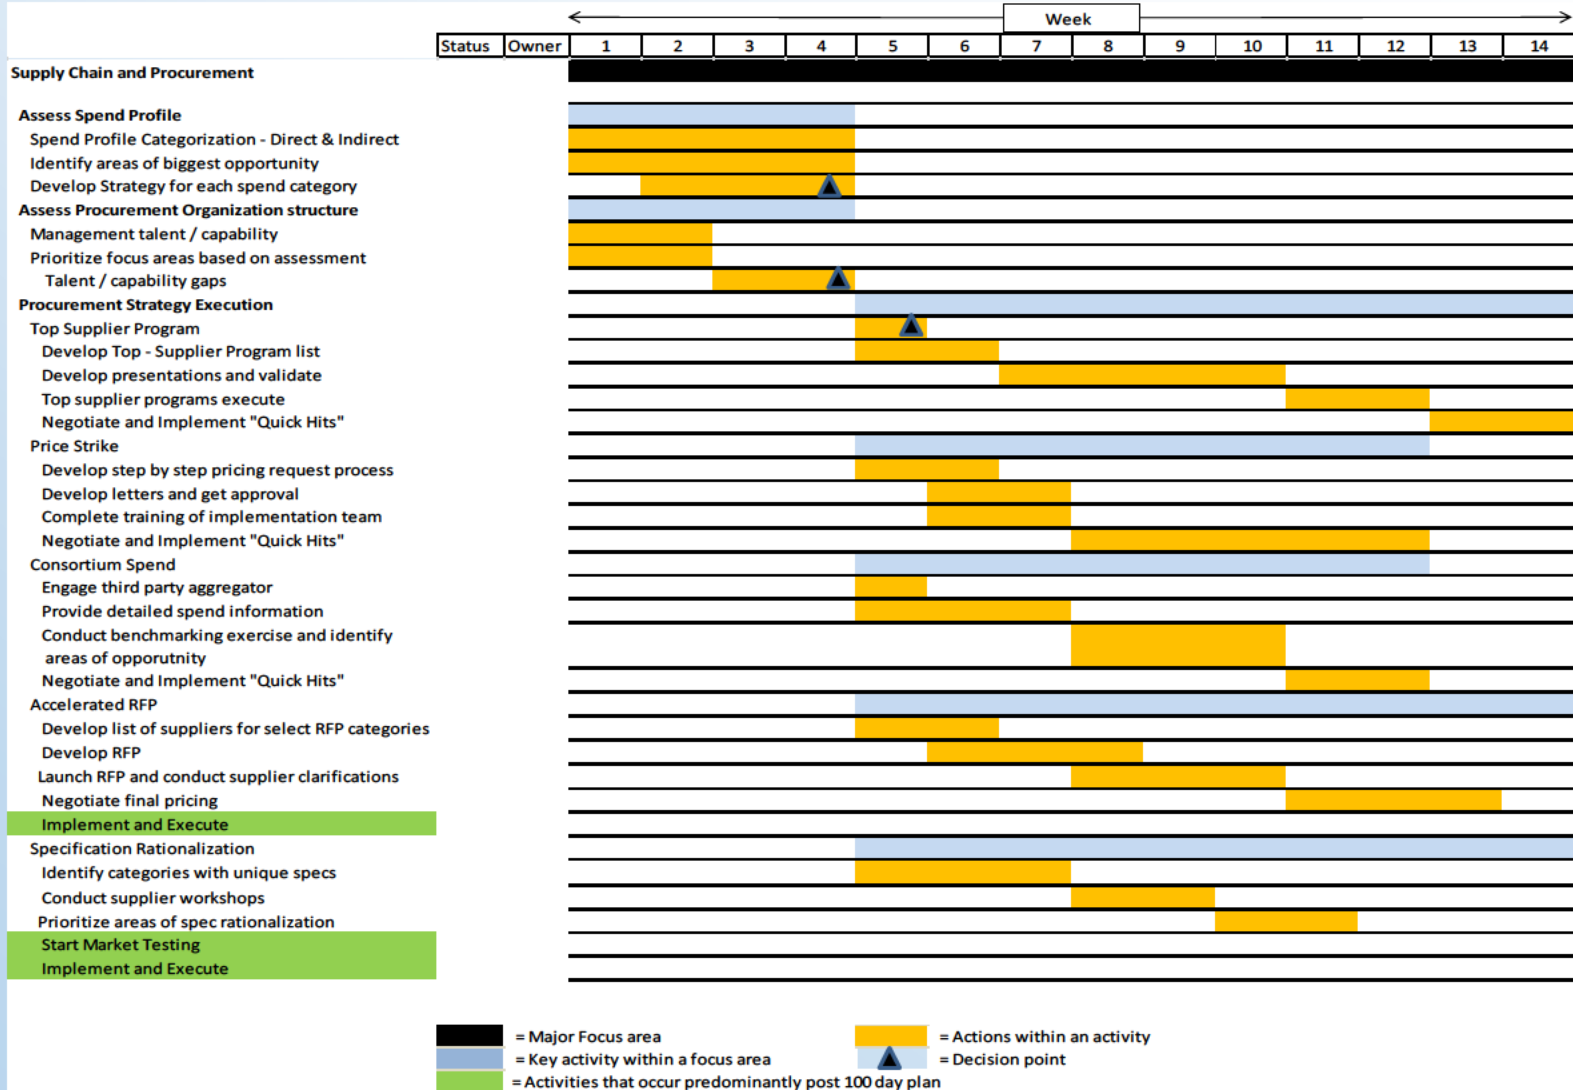 Week
Status Owner 1 2 3 4 5 6 7 8 9 10 11 12 13 14
Supply Chain and Procurement
Assess Spend Profile
Spend Profile Categorization - Direct & Indirect
Identify areas of biggest opportunity
Develop Strategy for each spend category
Assess Procurement Organization structure
Management talent / capability
Prioritize focus areas based on assessment
Talent / capability gaps
Procurement Strategy Execution
Top Supplier Program
Develop Top - Supplier Program list
Develop presentations and validate
Top supplier programs execute
Negotiate and Implement "Quick Hits"
Price Strike
Develop step by step pricing request process
Develop letters and get approval
Complete training of implementation team
Negotiate and Implement "Quick Hits"
Consortium Spend
Engage third party aggregator
Provide detailed spend information
Conduct benchmarking exercise and identify
areas of opporutnity
Negotiate and Implement "Quick Hits"
Accelerated RFP
Develop list of suppliers for select RFP categories
Develop RFP
Launch RFP and conduct supplier clarifications
Negotiate final pricing
Implement and Execute
Specification Rationalization
Identify categories with unique specs
Conduct supplier workshops
Prioritize areas of spec rationalization
Start Market Testing
Implement and Execute
= Major Focus area = Actions within an activity
= Key activity within a focus area = Decision point
= Activities that occur predominantly post 100 day plan